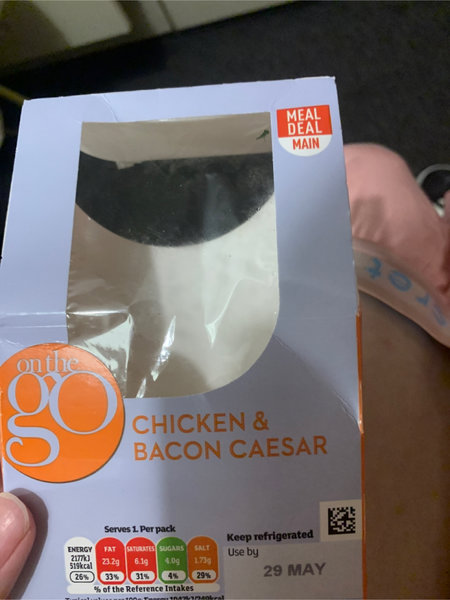 MEAL
DEAL
MAIN
on the
go
CHICKEN &
BACON CAESAR
Serves 1. Per pack
ENERGY
2177kJ
519kcal
26%
FAT
23.2g
33%
SATURATES
6.1g
31%
SUGARS
4.0g
4%
SALT
1.73g
29%
% of the Reference Intakes
Keep refrigerated
Use by
29 MAY